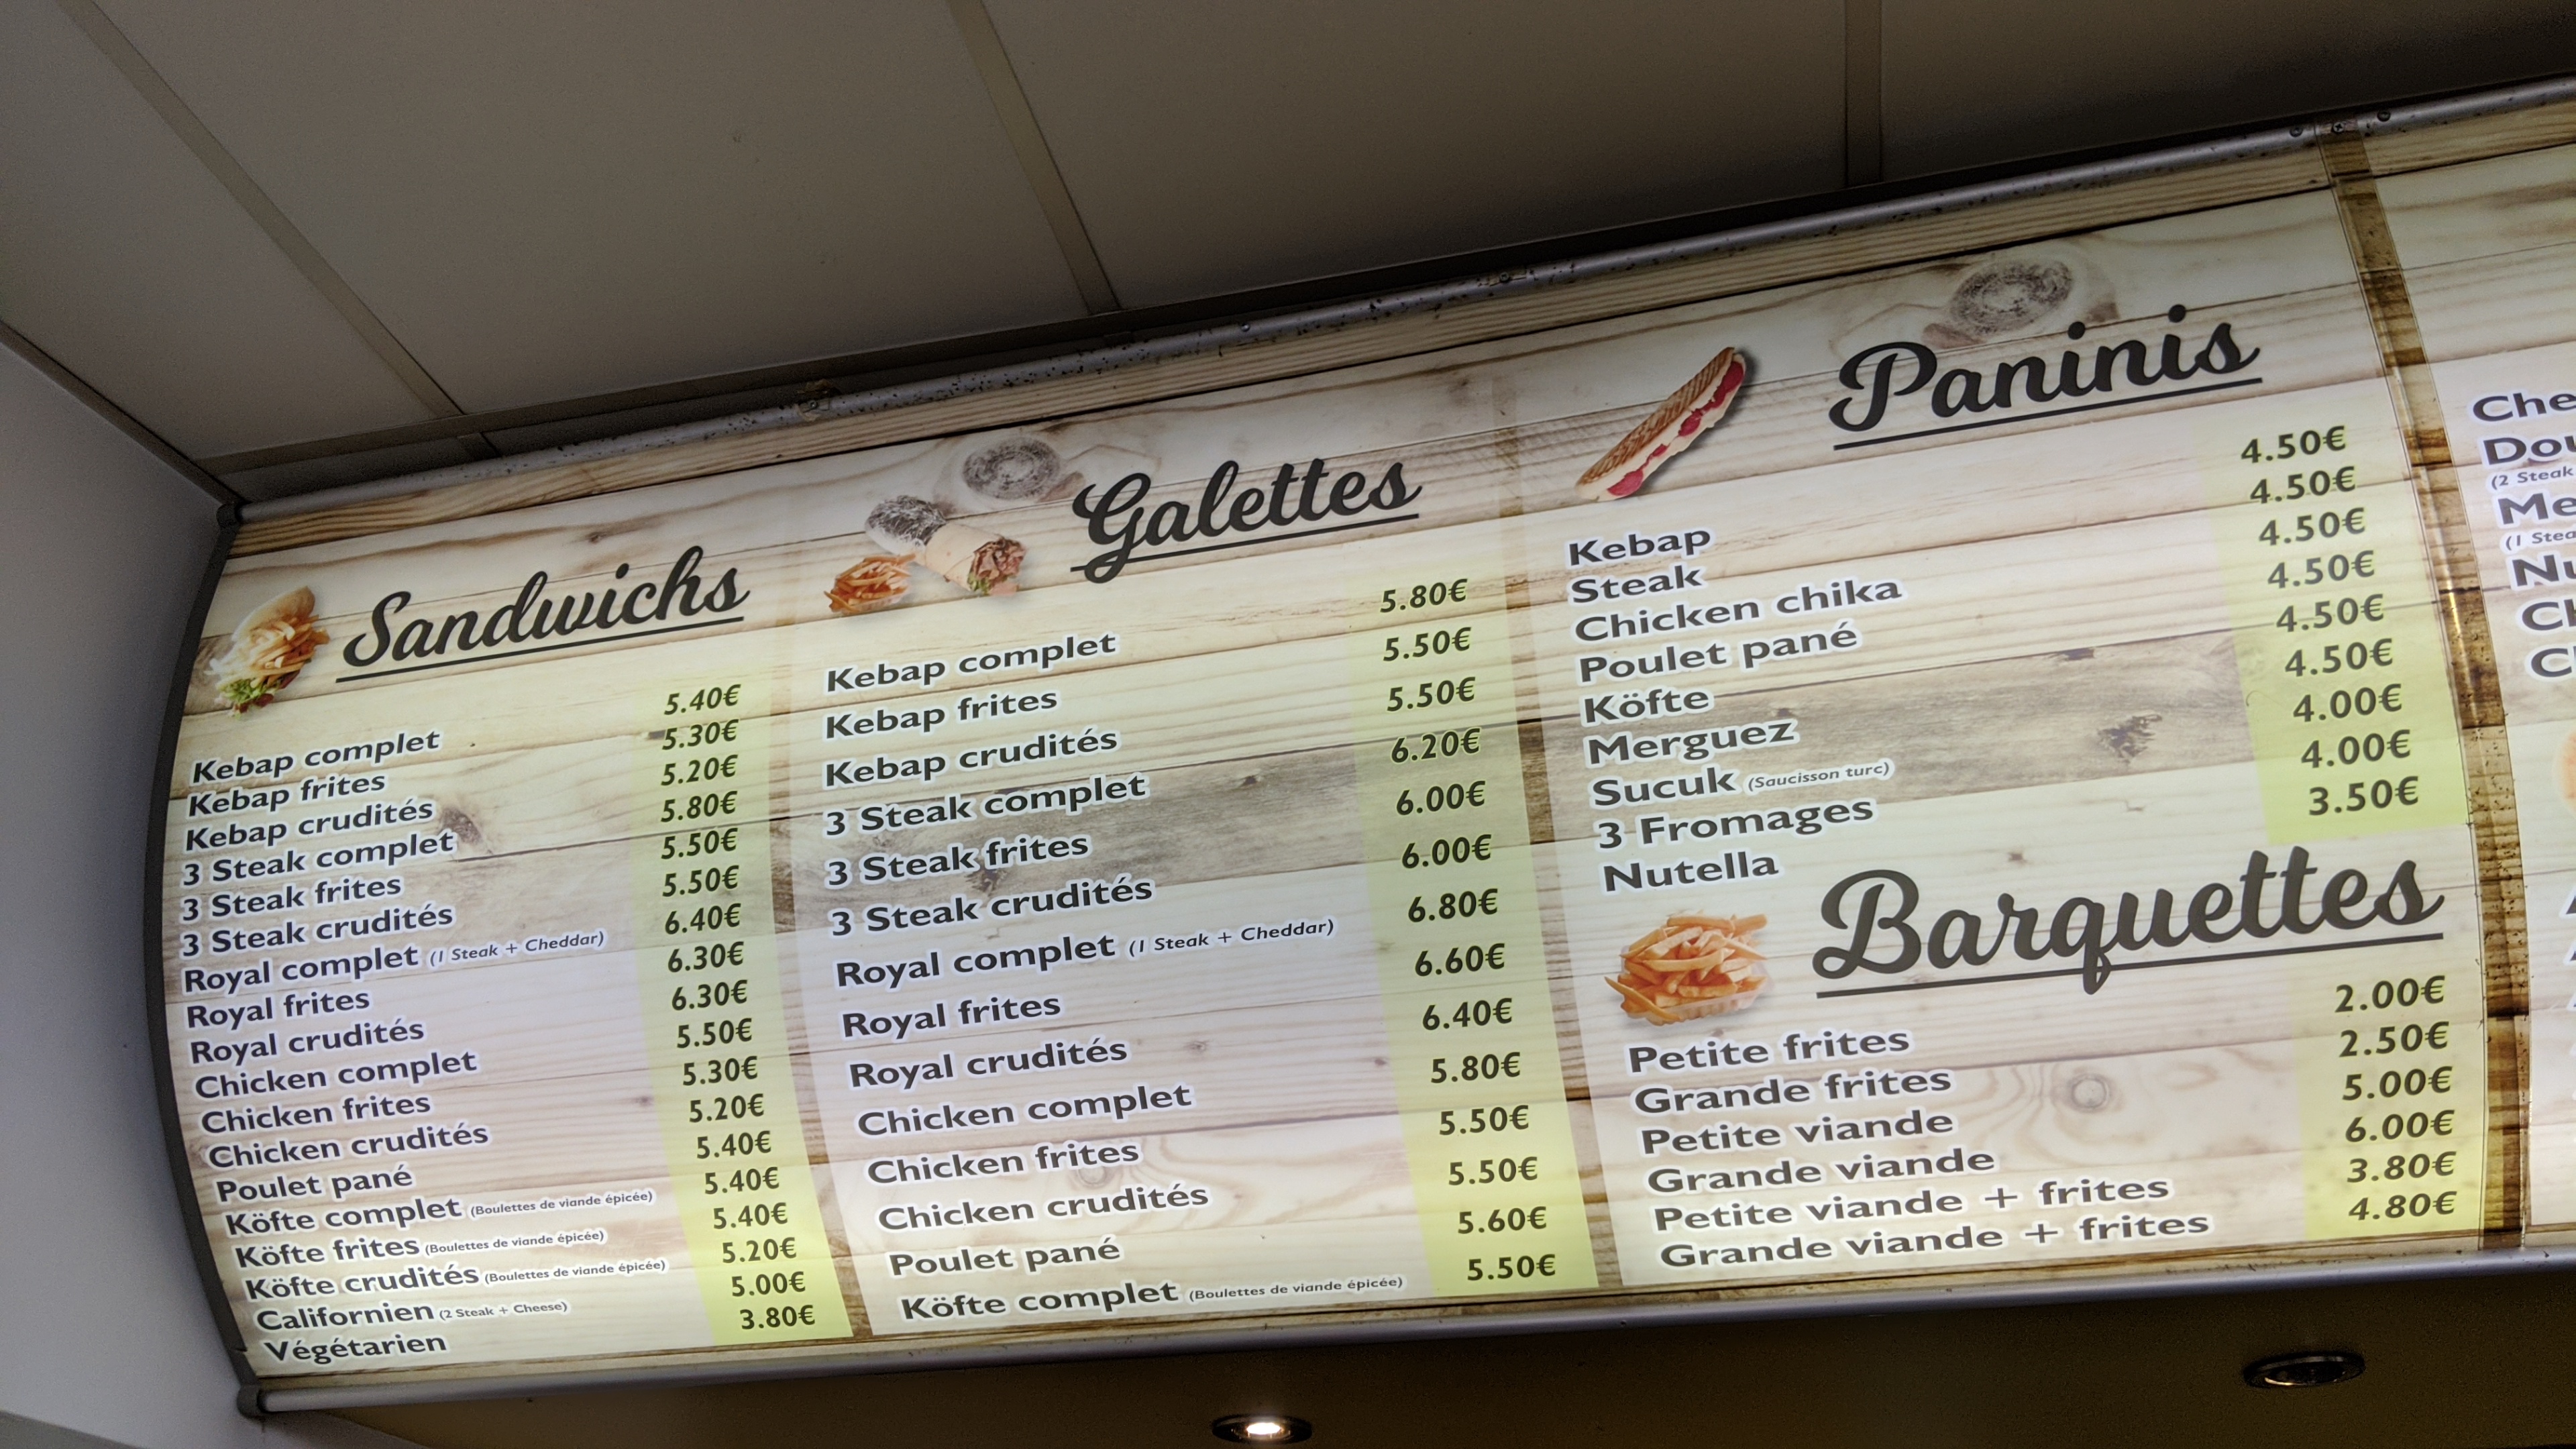 Sandwichs
Kebap complet 5.40€
Kebap frites 5.30€
Kebap crudités 5.20€
3 Steak complet 5.80€
3 Steak frites 5.50€
3 Steak crudités 5.50€
Royal complet (1 Steak + Cheddar) 6.40€
Royal frites 6.30€
Royal crudités 6.30€
Chicken complet 5.50€
Chicken frites 5.30€
Chicken crudités 5.20€
Poulet pané 5.40€
Köfte complet (Boulettes de viande épicée) 5.40€
Köfte frites (Boulettes de viande épicée) 5.40€
Köfte crudités (Boulettes de viande épicée) 5.20€
Californien (2 Steak + Cheese) 5.00€
Végétarien 3.80€
Galettes
Kebap complet 5.80€
Kebap frites 5.50€
Kebap crudités 5.50€
3 Steak complet 6.20€
3 Steak frites 6.00€
3 Steak crudités 6.00€
Royal complet (1 Steak + Cheddar) 6.80€
Royal frites 6.60€
Royal crudités 6.40€
Chicken complet 5.80€
Chicken frites 5.50€
Chicken crudités 5.50€
Poulet pané 5.60€
Köfte complet (Boulettes de viande épicée) 5.50€
Paninis
Kebap 4.50€
Steak 4.50€
Chicken chika 4.50€
Poulet pané 4.50€
Köfte 4.50€
Merguez 4.50€
Sucuk (Saucisson turc) 4.00€
3 Fromages 4.00€
Nutella 3.50€
Barquettes
Petite frites 2.00€
Grande frites 2.50€
Petite viande 5.00€
Grande viande 6.00€
Petite viande + frites 3.80€
Grande viande + frites 4.80€
(2 Steak